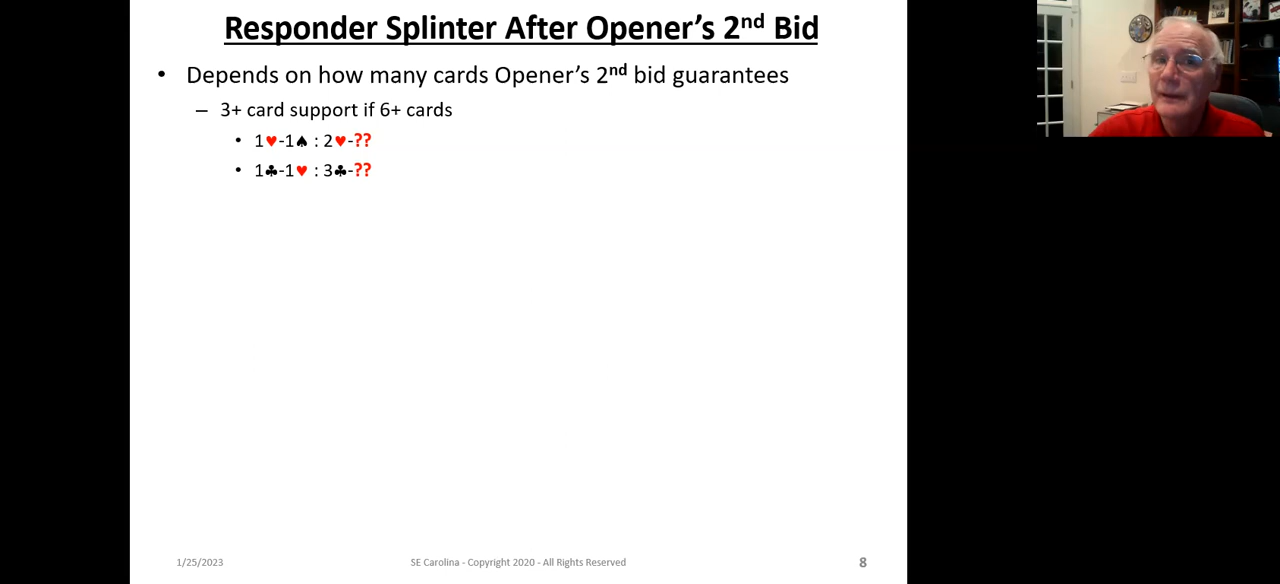 Responder Splinter After Opener’s 2nd Bid
• Depends on how many cards Opener’s 2nd bid guarantees
– 3+ card support if 6+ cards
• 1♥-1♠ : 2♥-??
• 1♣-1♥ : 3♣-??
1/25/2023
SE Carolina - Copyright 2020 - All Rights Reserved
8